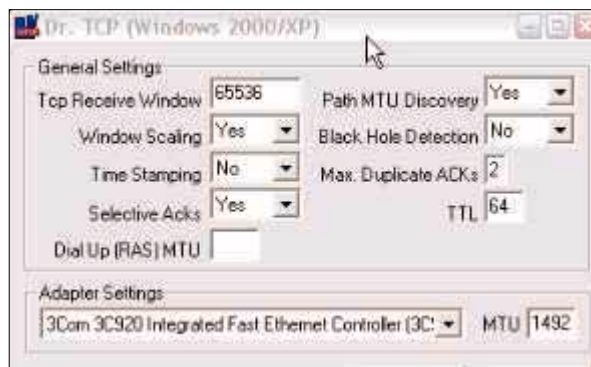 Dr. TCP (Windows 2000/XP)
General Settings
Tcp Receive Window 65536
Window Scaling Yes
Time Stamping No
Selective Acks Yes
Dial Up (RAS) MTU
Path MTU Discovery Yes
Black Hole Detection No
Max. Duplicate ACKs 2
TTL 64
Adapter Settings
3Com 3C920 Integrated Fast Ethernet Controller (3C! MTU 1492